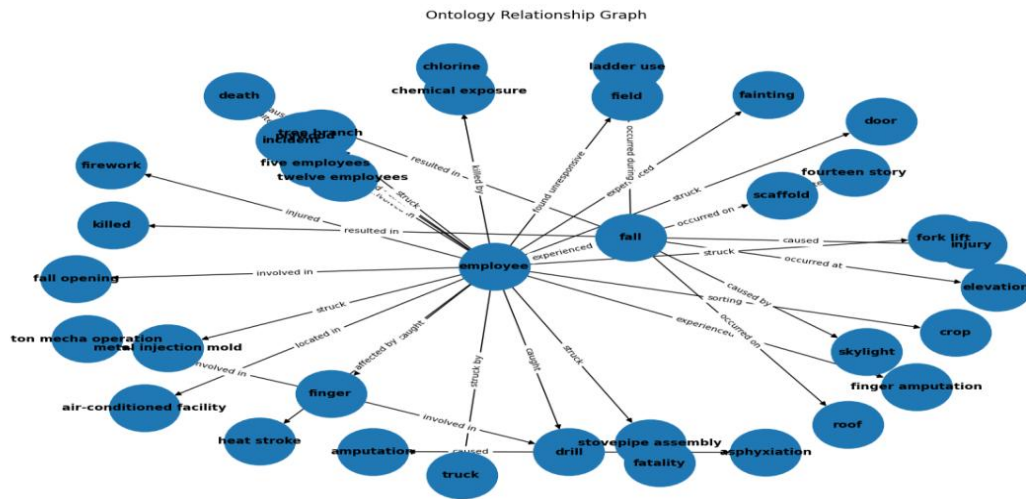 Ontology Relationship Graph
chlorine
ladder use
death
chemical exposure
field
fainting
door
tree branch
incident
resulted in
occurred during
killed by
found unresponsive
experienced
struck
firework
five employees
twelve employees
fourteen story
scaffold
struck
injured
killed
resulted in
occurred on
fall
caused
fork lift
injury
experienced
struck
occurred at
employee
fall opening
involved in
elevation
caused by
sorting
struck
crop
located in
experienced
occurred on
ton mecha operation
metal injection mold
affected by
caught
skylight
involved in
struck by
caught
struck
finger amputation
air-conditioned facility
finger
roof
involved in
heat stroke
stovepipe assembly
amputation
caused
drill
asphyxiation
fatality
truck